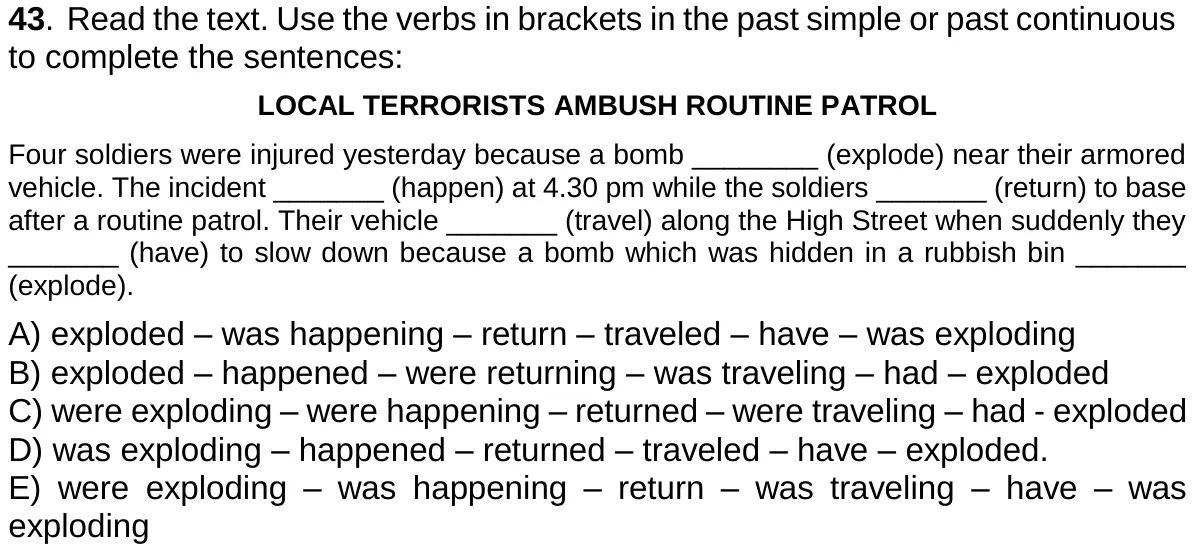 43. Read the text. Use the verbs in brackets in the past simple or past continuous
to complete the sentences:
LOCAL TERRORISTS AMBUSH ROUTINE PATROL
Four soldiers were injured yesterday because a bomb ________ (explode) near their armored
vehicle. The incident _______ (happen) at 4.30 pm while the soldiers _______ (return) to base
after a routine patrol. Their vehicle _______ (travel) along the High Street when suddenly they
_______ (have) to slow down because a bomb which was hidden in a rubbish bin _______
(explode).
A) exploded – was happening – return – traveled – have – was exploding
B) exploded – happened – were returning – was traveling – had – exploded
C) were exploding – were happening – returned – were traveling – had - exploded
D) was exploding – happened – returned – traveled – have – exploded.
E) were exploding – was happening – return – was traveling – have – was
exploding